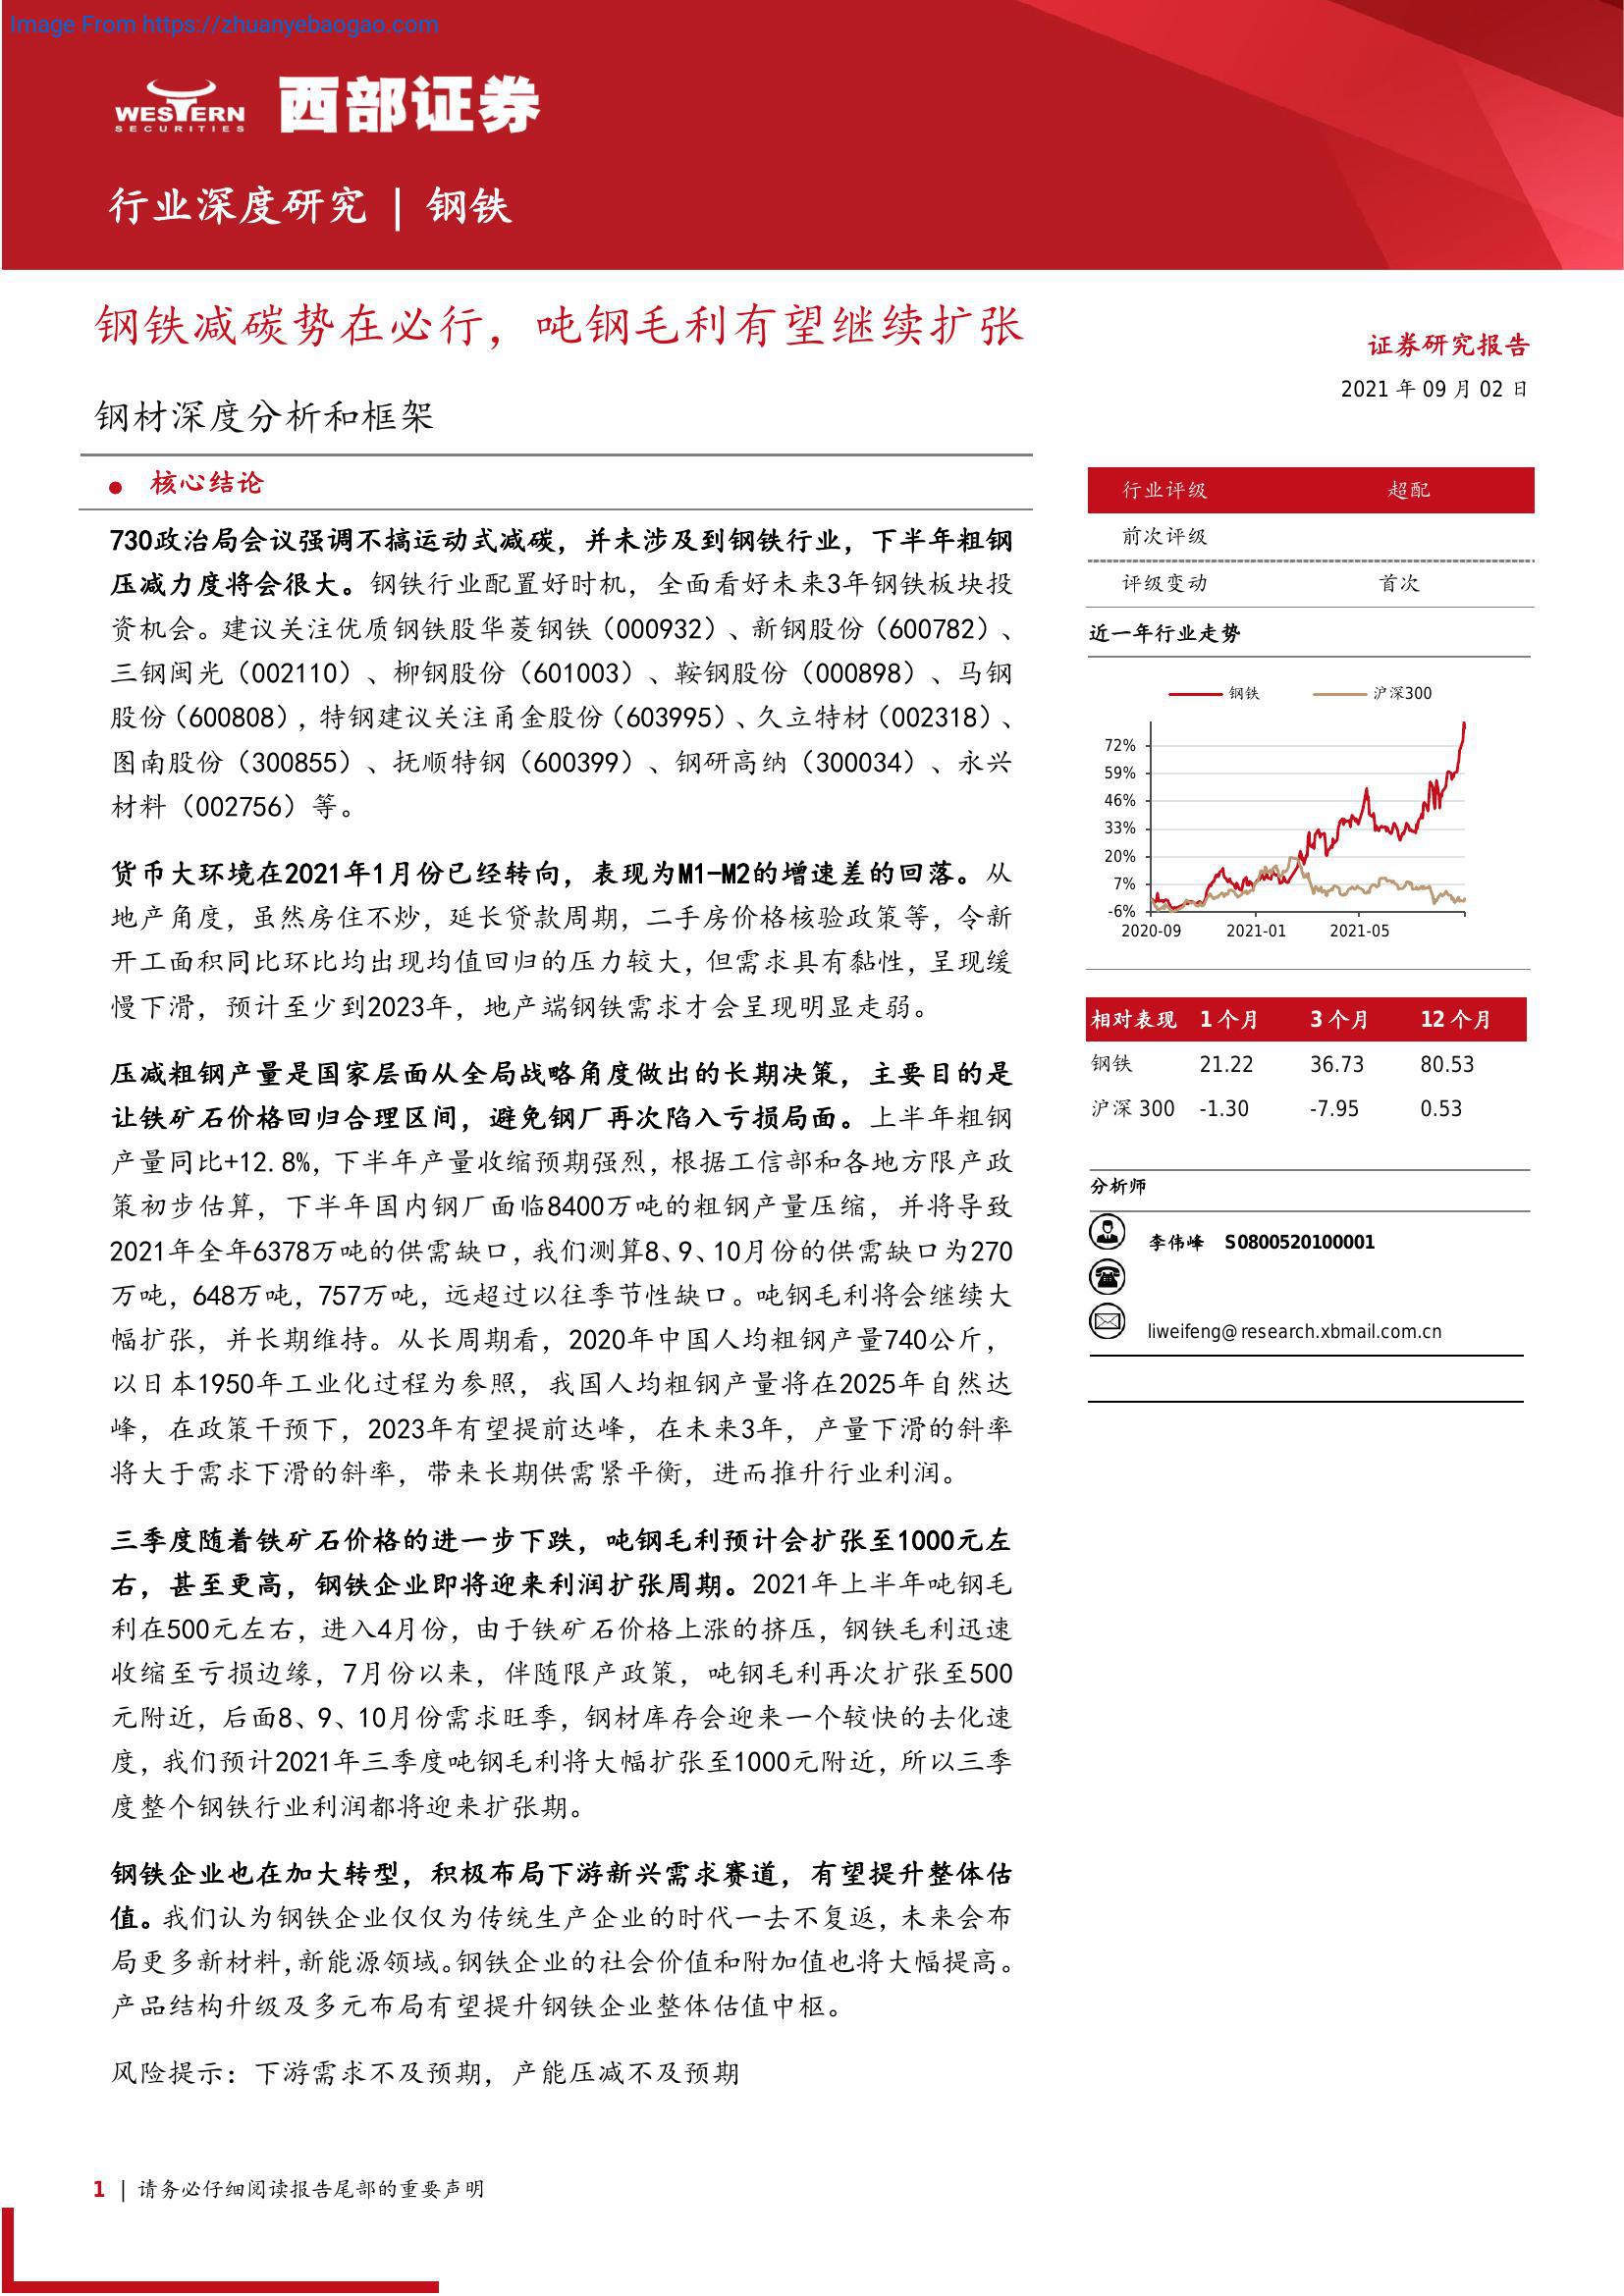 Image From https://zhuanyebaogao.com
WESTERN
SECURITIES
西部证券
行业深度研究 | 钢铁
钢铁减碳势在必行，吨钢毛利有望继续扩张
钢材深度分析和框架
● 核心结论
730政治局会议强调不搞运动式减碳，并未涉及到钢铁行业，下半年粗钢
压减力度将会很大。钢铁行业配置好时机，全面看好未来3年钢铁板块投
资机会。建议关注优质钢铁股华菱钢铁（000932）、新钢股份（600782）、
三钢闽光（002110）、柳钢股份（601003）、鞍钢股份（000898）、马钢
股份（600808），特钢建议关注甬金股份（603995）、久立特材（002318）、
图南股份（300855）、抚顺特钢（600399）、钢研高纳（300034）、永兴
材料（002756）等。
货币大环境在2021年1月份已经转向，表现为M1-M2的增速差的回落。从
地产角度，虽然房住不炒，延长贷款周期，二手房价格核验政策等，令新
开工面积同比环比均出现均值回归的压力较大，但需求具有黏性，呈现缓
慢下滑，预计至少到2023年，地产端钢铁需求才会呈现明显走弱。
压减粗钢产量是国家层面从全局战略角度做出的长期决策，主要目的是
让铁矿石价格回归合理区间，避免钢厂再次陷入亏损局面。上半年粗钢
产量同比+12.8%，下半年产量收缩预期强烈，根据工信部和各地方限产政
策初步估算，下半年国内钢厂面临8400万吨的粗钢产量压缩，并将导致
2021年全年6378万吨的供需缺口，我们测算8、9、10月份的供需缺口为270
万吨，648万吨，757万吨，远超过以往季节性缺口。吨钢毛利将会继续大
幅扩张，并长期维持。从长周期看，2020年中国人均粗钢产量740公斤，
以日本1950年工业化过程为参照，我国人均粗钢产量将在2025年自然达
峰，在政策干预下，2023年有望提前达峰，在未来3年，产量下滑的斜率
将大于需求下滑的斜率，带来长期供需紧平衡，进而推升行业利润。
三季度随着铁矿石价格的进一步下跌，吨钢毛利预计会扩张至1000元左
右，甚至更高，钢铁企业即将迎来利润扩张周期。2021年上半年吨钢毛
利在500元左右，进入4月份，由于铁矿石价格上涨的挤压，钢铁毛利迅速
收缩至亏损边缘，7月份以来，伴随限产政策，吨钢毛利再次扩张至500
元附近，后面8、9、10月份需求旺季，钢材库存会迎来一个较快的去化速
度，我们预计2021年三季度吨钢毛利将大幅扩张至1000元附近，所以三季
度整个钢铁行业利润都将迎来扩张期。
钢铁企业也在加大转型，积极布局下游新兴需求赛道，有望提升整体估
值。我们认为钢铁企业仅仅为传统生产企业的时代一去不复返，未来会布
局更多新材料,新能源领域。钢铁企业的社会价值和附加值也将大幅提高。
产品结构升级及多元布局有望提升钢铁企业整体估值中枢。
风险提示：下游需求不及预期，产能压减不及预期
证券研究报告
2021 年 09 月 02 日
行业评级 超配
前次评级
评级变动 首次
近一年行业走势
钢铁 沪深300
72%
59%
46%
33%
20%
7%
-6%
2020-09 2021-01 2021-05
相对表现 1 个月 3 个月 12 个月
钢铁 21.22 36.73 80.53
沪深 300 -1.30 -7.95 0.53
分析师
李伟峰 S0800520100001
liweifeng@research.xbmail.com.cn
1 | 请务必仔细阅读报告尾部的重要声明